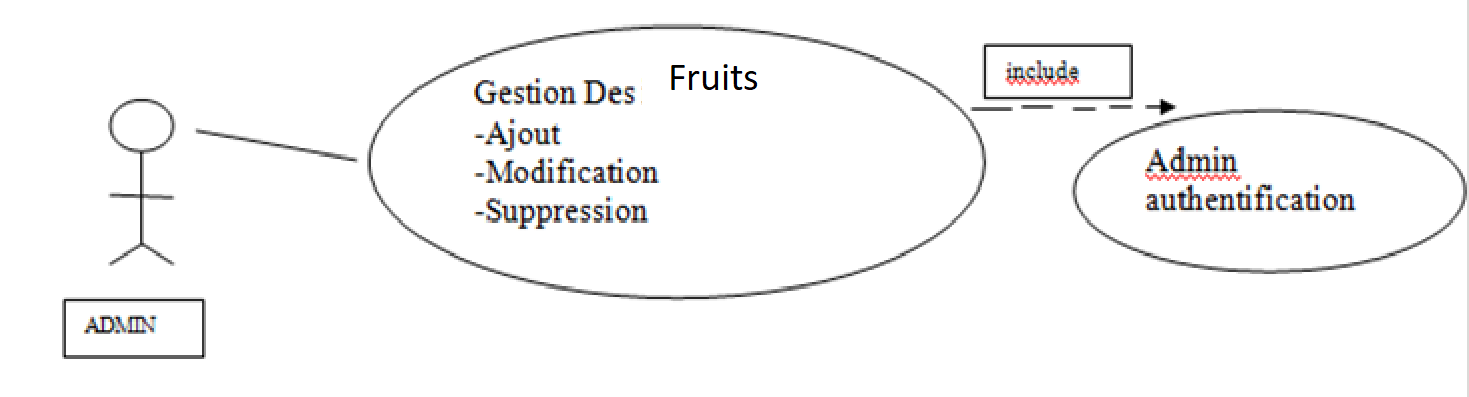 Gestion Des Fruits
-Ajout
-Modification
-Suppression
include
Admin
authentification
ADMIN